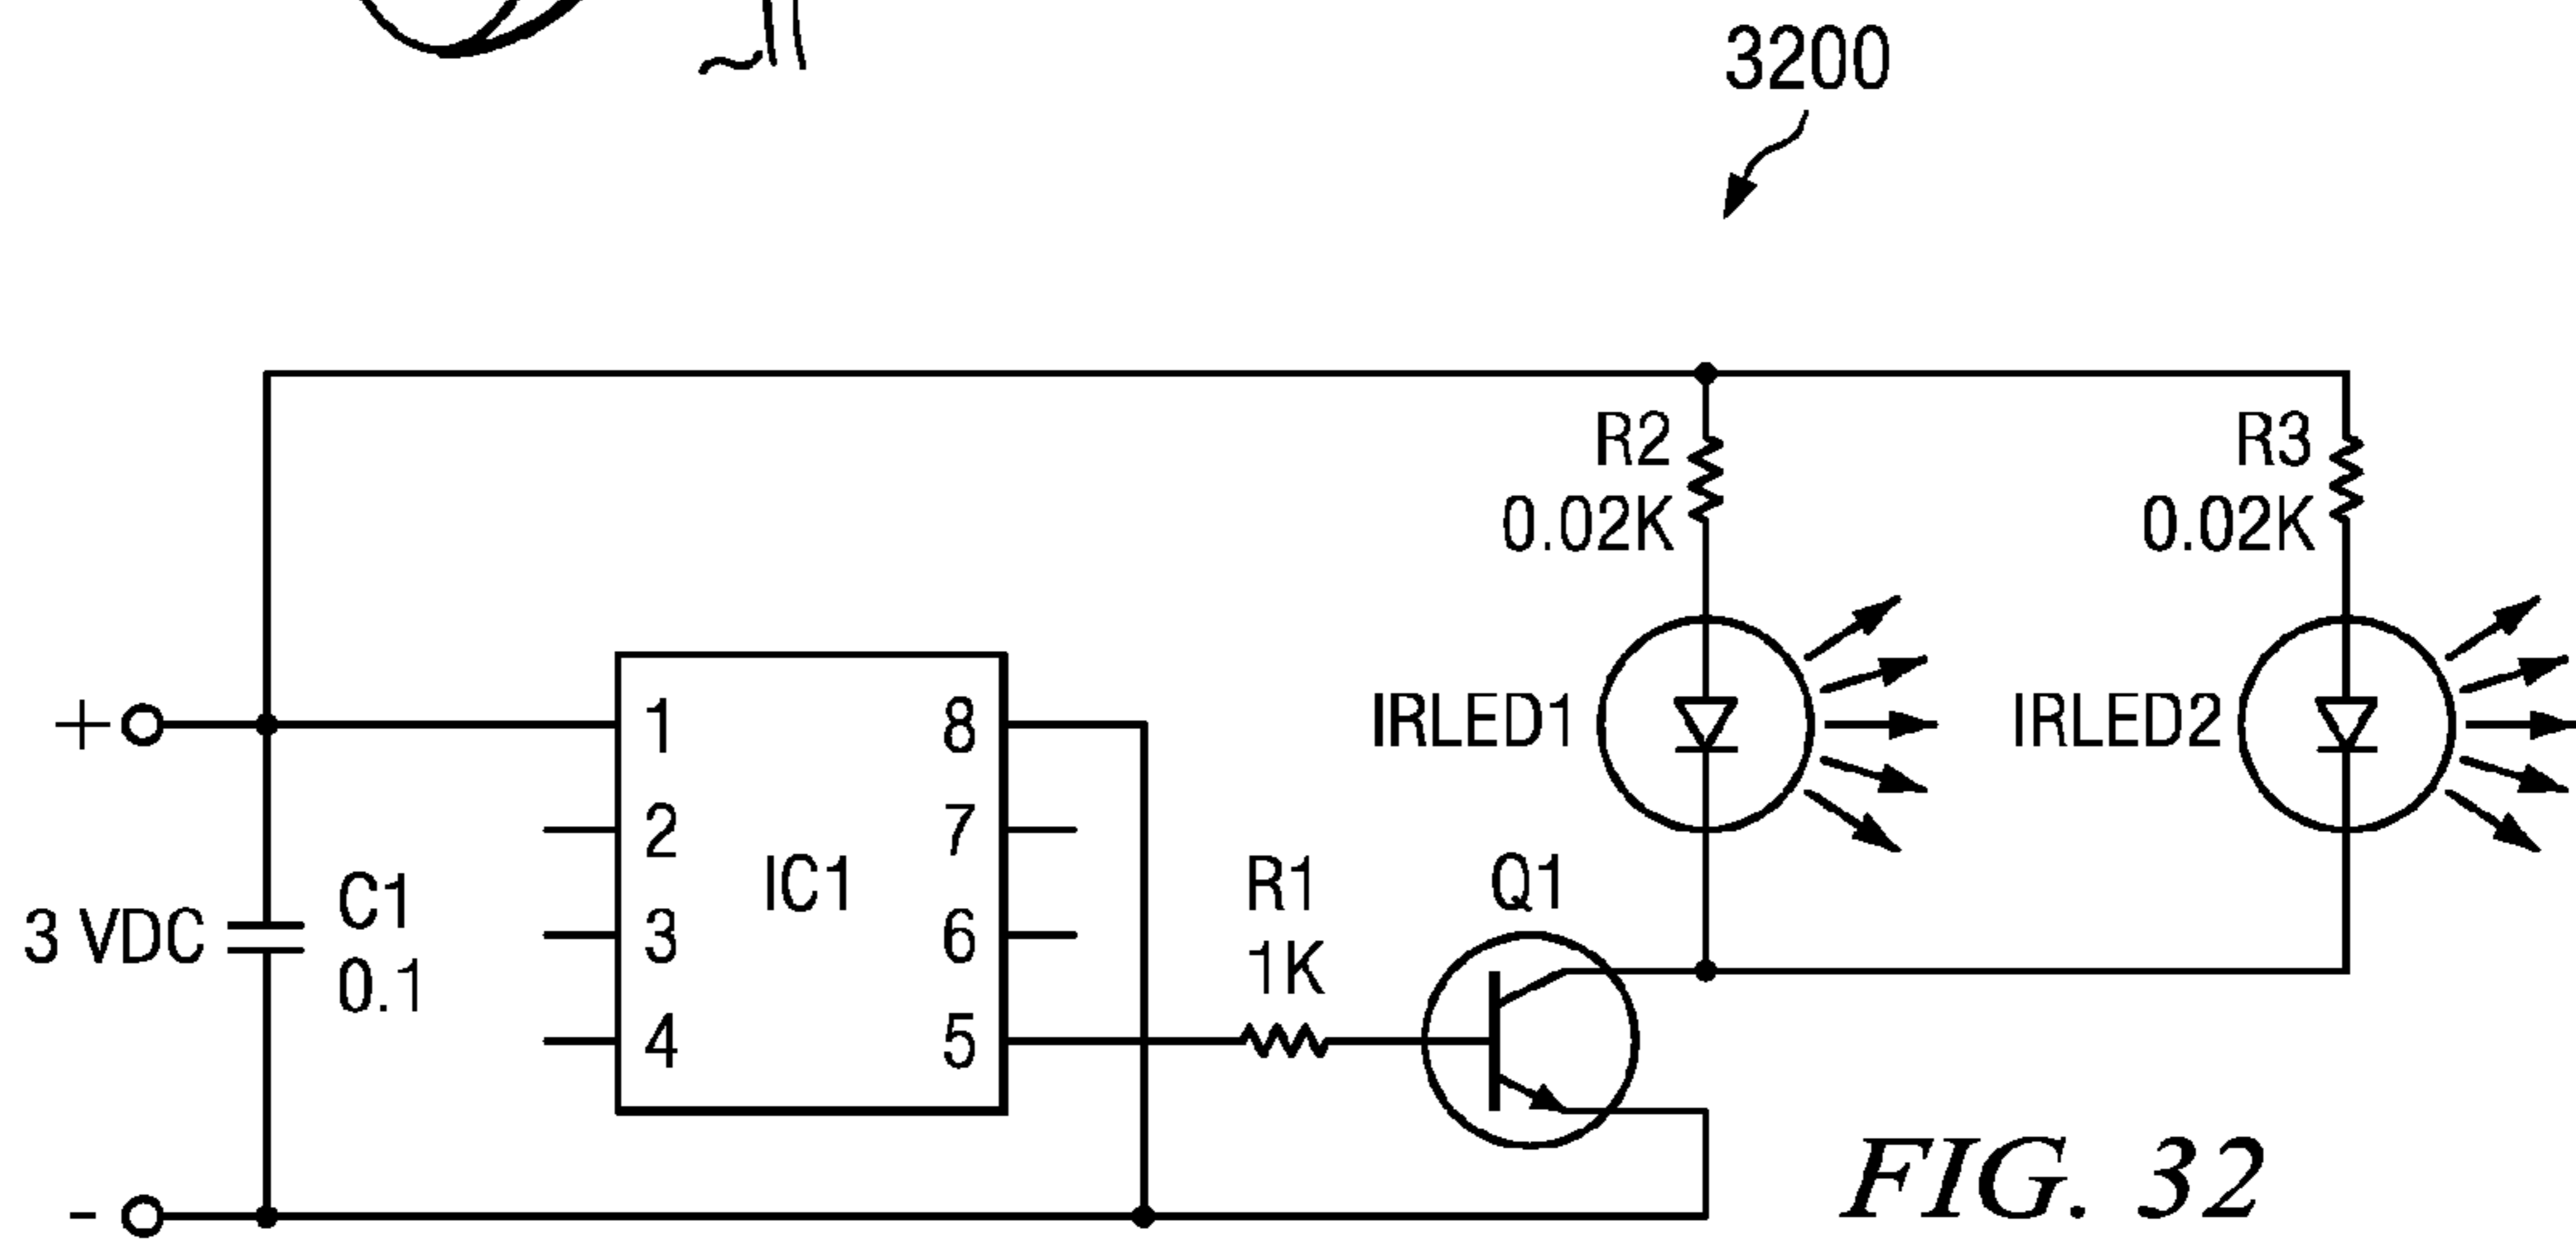 3200
R2
0.02K
R3
0.02K
+
1
8
IRLED1
IRLED2
2
7
IC1
3 VDC
C1
0.1
3
6
R1
1K
Q1
4
5
-
FIG. 32